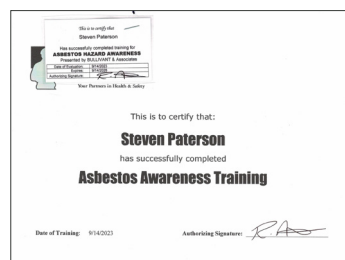 This is to certify that
Steven Paterson
Has successfully completed training for
ASBESTOS HAZARD AWARENESS
Presented by BULLIVANT & Associates
Date of Evaluation: 9/14/2023
Expires: 9/14/2026
Authorizing Signature:
Your Partners in Health & Safety
This is to certify that:
Steven Paterson
has successfully completed
Asbestos Awareness Training
Date of Training: 9/14/2023
Authorizing Signature: